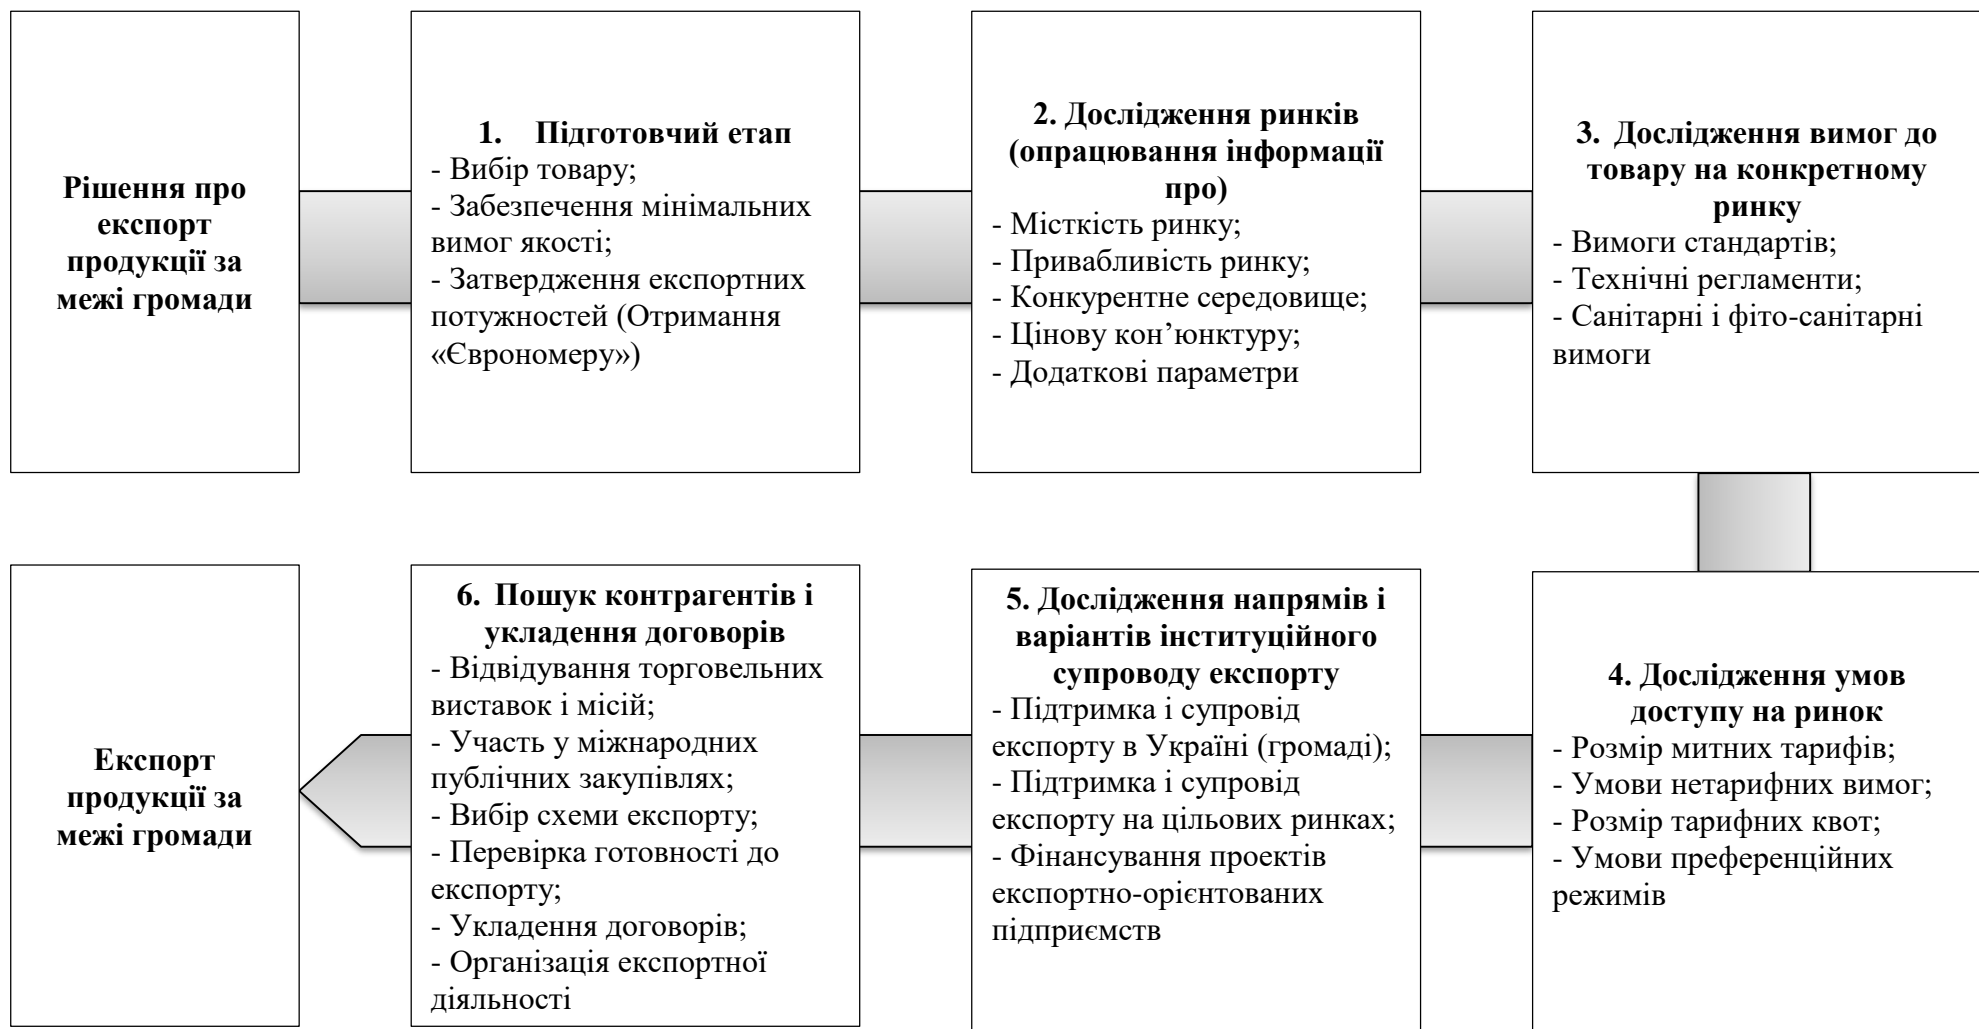 Рішення про
експорт
продукції за
межі громади
1. Підготовчий етап
- Вибір товару;
- Забезпечення мінімальних
вимог якості;
- Затвердження експортних
потужностей (Отримання
«Єврономеру»)
2. Дослідження ринків
(опрацювання інформації
про)
- Місткість ринку;
- Привабливість ринку;
- Конкурентне середовище;
- Цінову кон’юнктуру;
- Додаткові параметри
3. Дослідження вимог до
товару на конкретному
ринку
- Вимоги стандартів;
- Технічні регламенти;
- Санітарні і фіто-санітарні
вимоги
4. Дослідження умов
доступу на ринок
- Розмір митних тарифів;
- Умови нетарифних вимог;
- Розмір тарифних квот;
- Умови преференційних
режимів
5. Дослідження напрямів і
варіантів інституційного
супроводу експорту
- Підтримка і супровід
експорту в Україні (громаді);
- Підтримка і супровід
експорту на цільових ринках;
- Фінансування проектів
експортно-орієнтованих
підприємств
6. Пошук контрагентів і
укладення договорів
- Відвідування торговельних
виставок і місій;
- Участь у міжнародних
публічних закупівлях;
- Вибір схеми експорту;
- Перевірка готовності до
експорту;
- Укладення договорів;
- Організація експортної
діяльності
Експорт
продукції за
межі громади